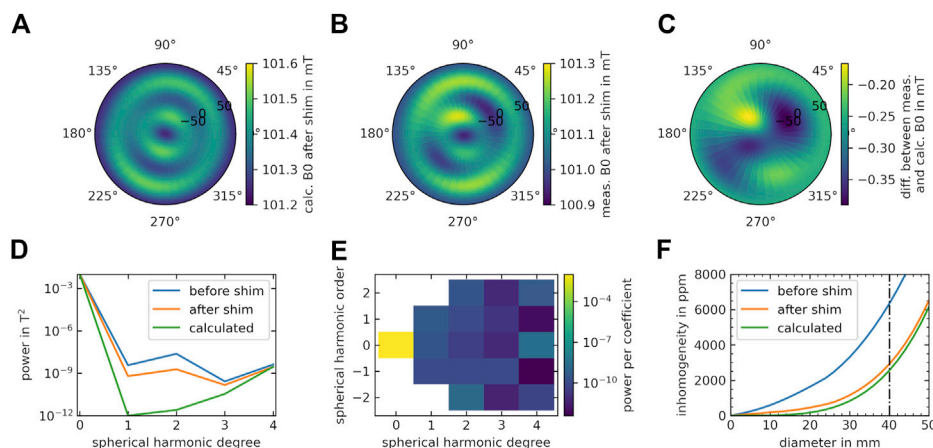 A
90°
135°
45°
180°
0
50
−50
°
225°
315°
270°
101.6
101.5
101.4
101.3
101.2
calc. B0 after shim in mT
B
90°
135°
45°
180°
0
50
−50
°
225°
315°
270°
101.3
101.2
101.1
101.0
100.9
meas. B0 after shim in mT
C
90°
135°
45°
180°
0
50
−50
°
225°
315°
270°
−0.20
−0.25
−0.30
−0.35
diff. between meas.
and calc. B0 in mT
D
power in T²
10⁻³
10⁻⁶
10⁻⁹
10⁻¹²
before shim
after shim
calculated
0 1 2 3 4
spherical harmonic degree
E
spherical harmonic order
2
1
0
−1
−2
0 1 2 3 4
spherical harmonic degree
10⁻⁴
10⁻¹⁰
power per coefficient
F
inhomogeneity in ppm
8000
6000
4000
2000
0
before shim
after shim
calculated
0 10 20 30 40 50
diameter in mm